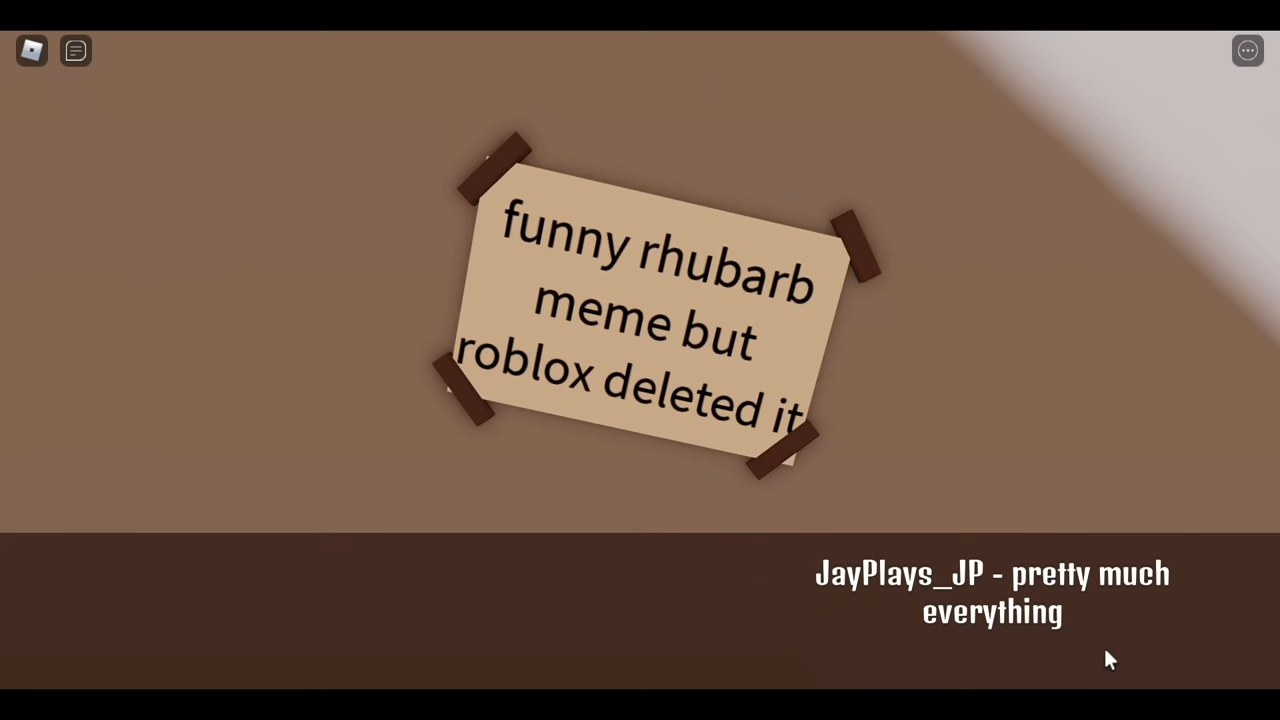 funny rhubarb
meme but
roblox deleted it
JayPlays_JP - pretty much
everything